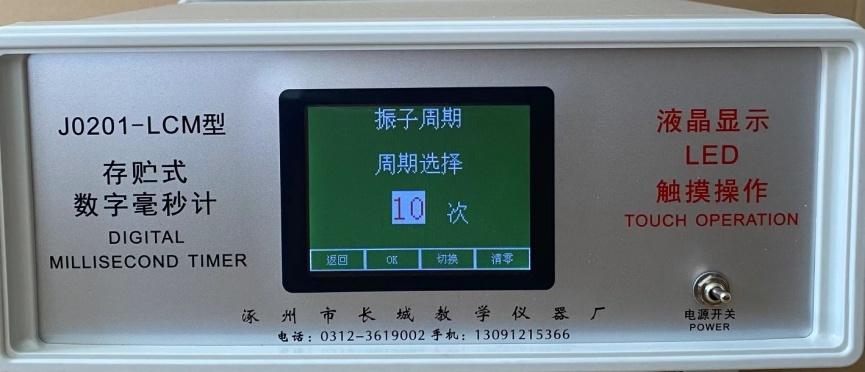 J0201-LCM型
存贮式
数字毫秒计
DIGITAL
MILLISECOND TIMER
振子周期
周期选择
10 次
返回 OK 切换 清零
液晶显示
LED
触摸操作
TOUCH OPERATION
电源开关
POWER
涿州市长城教学仪器厂
电话：0312-3619002 手机：13091215366